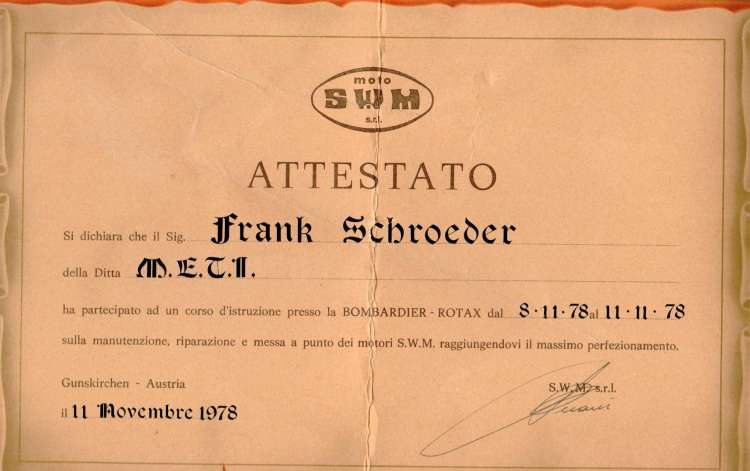 moto
SWM
s.r.l.
ATTESTATO
Si dichiara che il Sig. Frank Schroeder
della Ditta M.E.T.I.
ha partecipato ad un corso d'istruzione presso la BOMBARDIER - ROTAX dal 8·11·78 al 11·11·78
sulla manutenzione, riparazione e messa a punto dei motori S.W.M. raggiungendovi il massimo perfezionamento.
Gunskirchen - Austria
S.W.M. s.r.l.
il 11 Novembre 1978